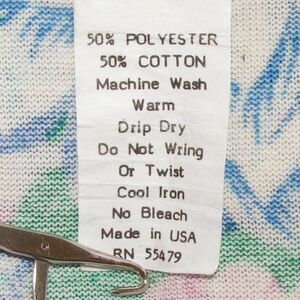 50% POLYESTER
50% COTTON
Machine Wash
Warm
Drip Dry
Do Not Wring
Or Twist
Cool Iron
No Bleach
Made in USA
RN 55479